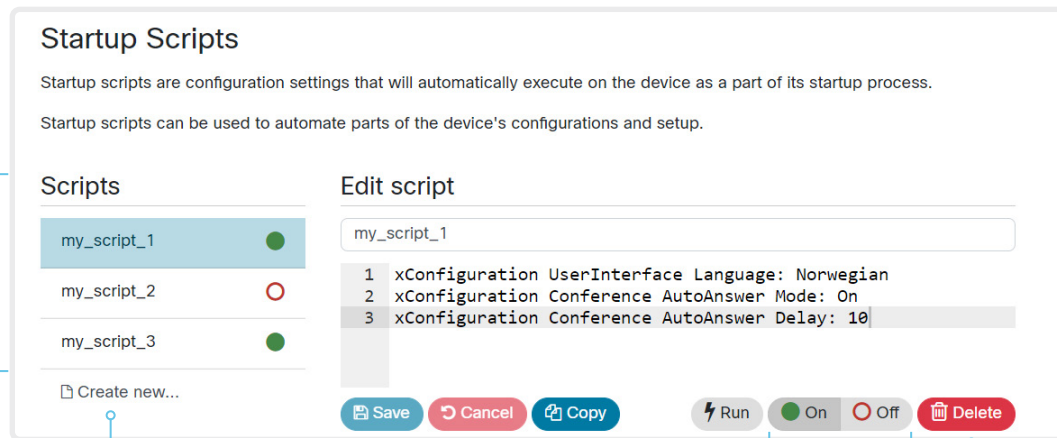 Startup Scripts
Startup scripts are configuration settings that will automatically execute on the device as a part of its startup process.
Startup scripts can be used to automate parts of the device's configurations and setup.
Scripts
my_script_1
my_script_2
my_script_3
Create new...
Edit script
my_script_1
1 xConfiguration UserInterface Language: Norwegian
2 xConfiguration Conference AutoAnswer Mode: On
3 xConfiguration Conference AutoAnswer Delay: 10
Save Cancel Copy Run On Off Delete